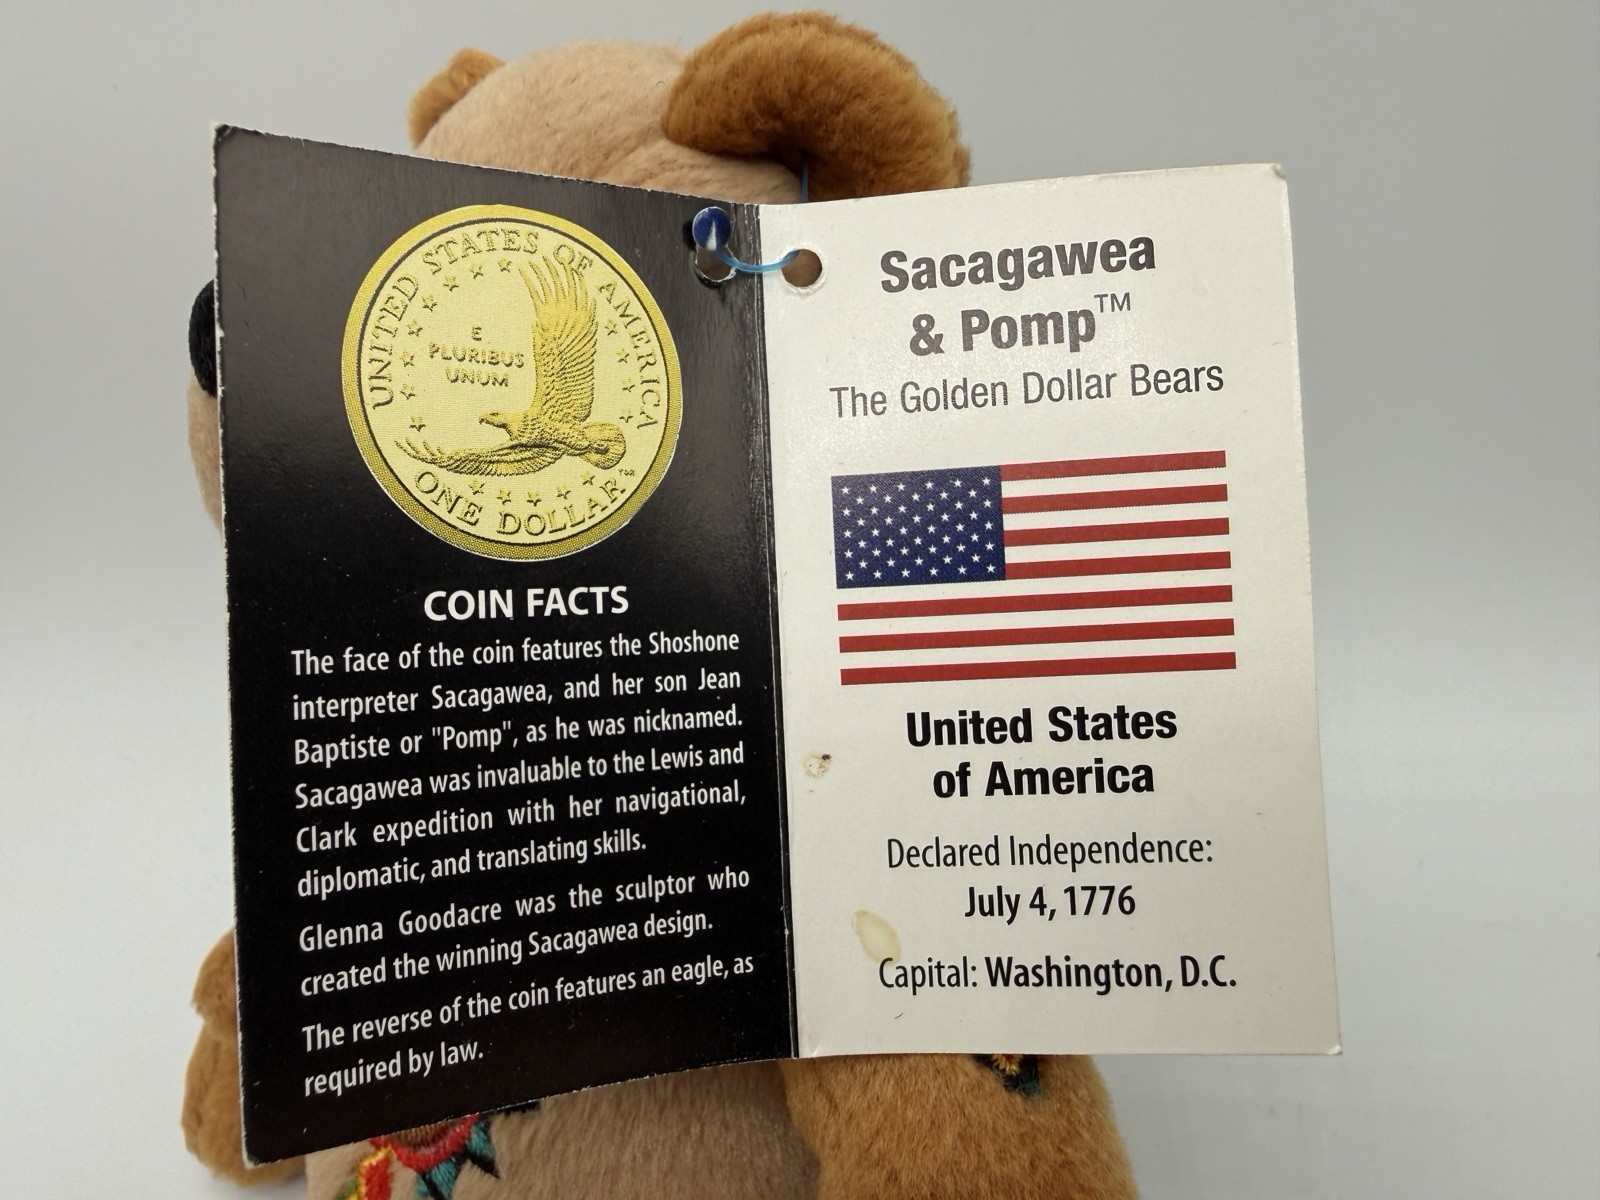 UNITED STATES OF AMERICA
E
PLURIBUS
UNUM
ONE DOLLAR
COIN FACTS
The face of the coin features the Shoshone
interpreter Sacagawea, and her son Jean
Baptiste or "Pomp", as he was nicknamed.
Sacagawea was invaluable to the Lewis and
Clark expedition with her navigational,
diplomatic, and translating skills.
Glenna Goodacre was the sculptor who
created the winning Sacagawea design.
The reverse of the coin features an eagle, as
required by law.
Sacagawea
& Pomp™
The Golden Dollar Bears
United States
of America
Declared Independence:
July 4, 1776
Capital: Washington, D.C.